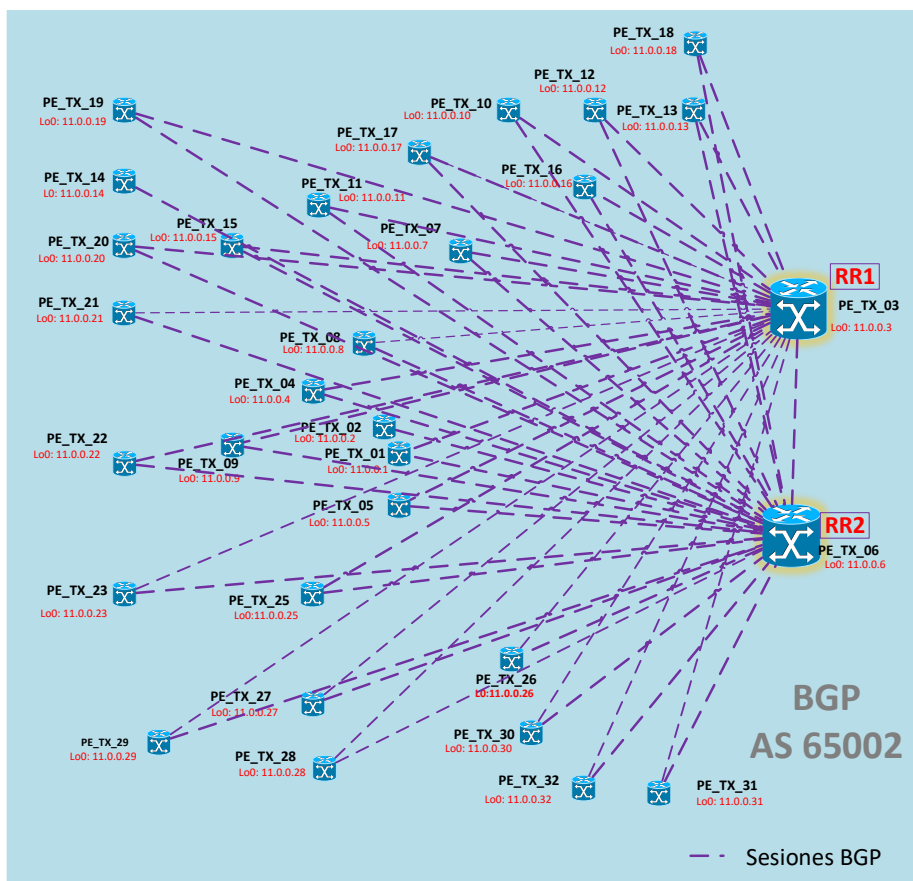 PE_TX_18
Lo0: 11.0.0.18
PE_TX_12
Lo0: 11.0.0.12
PE_TX_19
Lo0: 11.0.0.19
PE_TX_10
Lo0: 11.0.0.10
PE_TX_13
Lo0: 11.0.0.13
PE_TX_17
Lo0: 11.0.0.17
PE_TX_14
L0: 11.0.0.14
PE_TX_11
Lo0: 11.0.0.11
PE_TX_16
Lo0: 11.0.0.16
PE_TX_20
Lo0: 11.0.0.20
PE_TX_15
Lo0: 11.0.0.15
PE_TX_07
Lo0: 11.0.0.7
RR1
PE_TX_03
Lo0: 11.0.0.3
PE_TX_21
Lo0: 11.0.0.21
PE_TX_08
Lo0: 11.0.0.8
PE_TX_04
Lo0: 11.0.0.4
PE_TX_22
Lo0: 11.0.0.22
PE_TX_09
Lo0: 11.0.0.9
PE_TX_02
Lo0: 11.0.0.2
PE_TX_01
Lo0: 11.0.0.1
PE_TX_05
Lo0: 11.0.0.5
RR2
PE_TX_06
Lo0: 11.0.0.6
PE_TX_23
Lo0: 11.0.0.23
PE_TX_25
Lo0:11.0.0.25
PE_TX_26
L0:11.0.0.26
PE_TX_27
Lo0: 11.0.0.27
PE_TX_29
Lo0: 11.0.0.29
PE_TX_28
Lo0: 11.0.0.28
PE_TX_30
Lo0: 11.0.0.30
PE_TX_32
Lo0: 11.0.0.32
PE_TX_31
Lo0: 11.0.0.31
BGP
AS 65002
Sesiones BGP